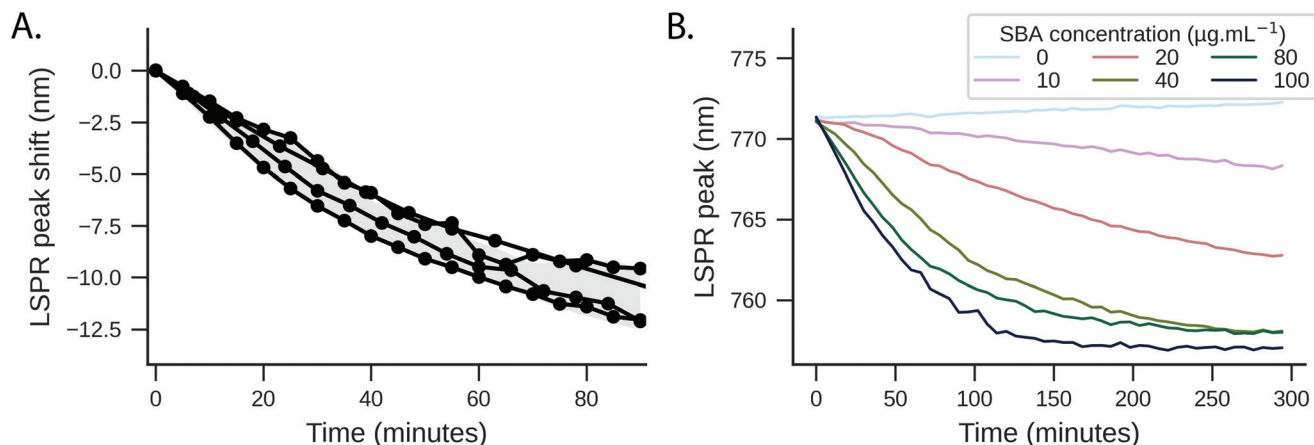 A.
LSPR peak shift (nm)
0.0
−2.5
−5.0
−7.5
−10.0
−12.5
0 20 40 60 80
Time (minutes)
B.
LSPR peak (nm)
775
770
765
760
SBA concentration (µg.mL⁻¹)
0 20 80
10 40 100
0 50 100 150 200 250 300
Time (minutes)